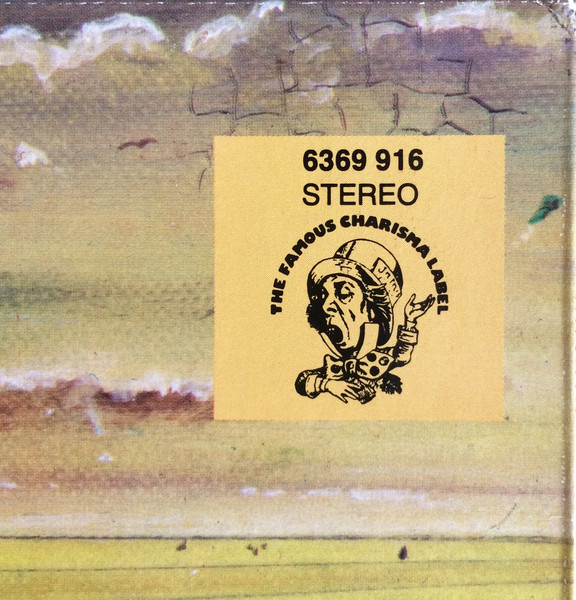 6369 916
STEREO
THE FAMOUS CHARISMA LABEL